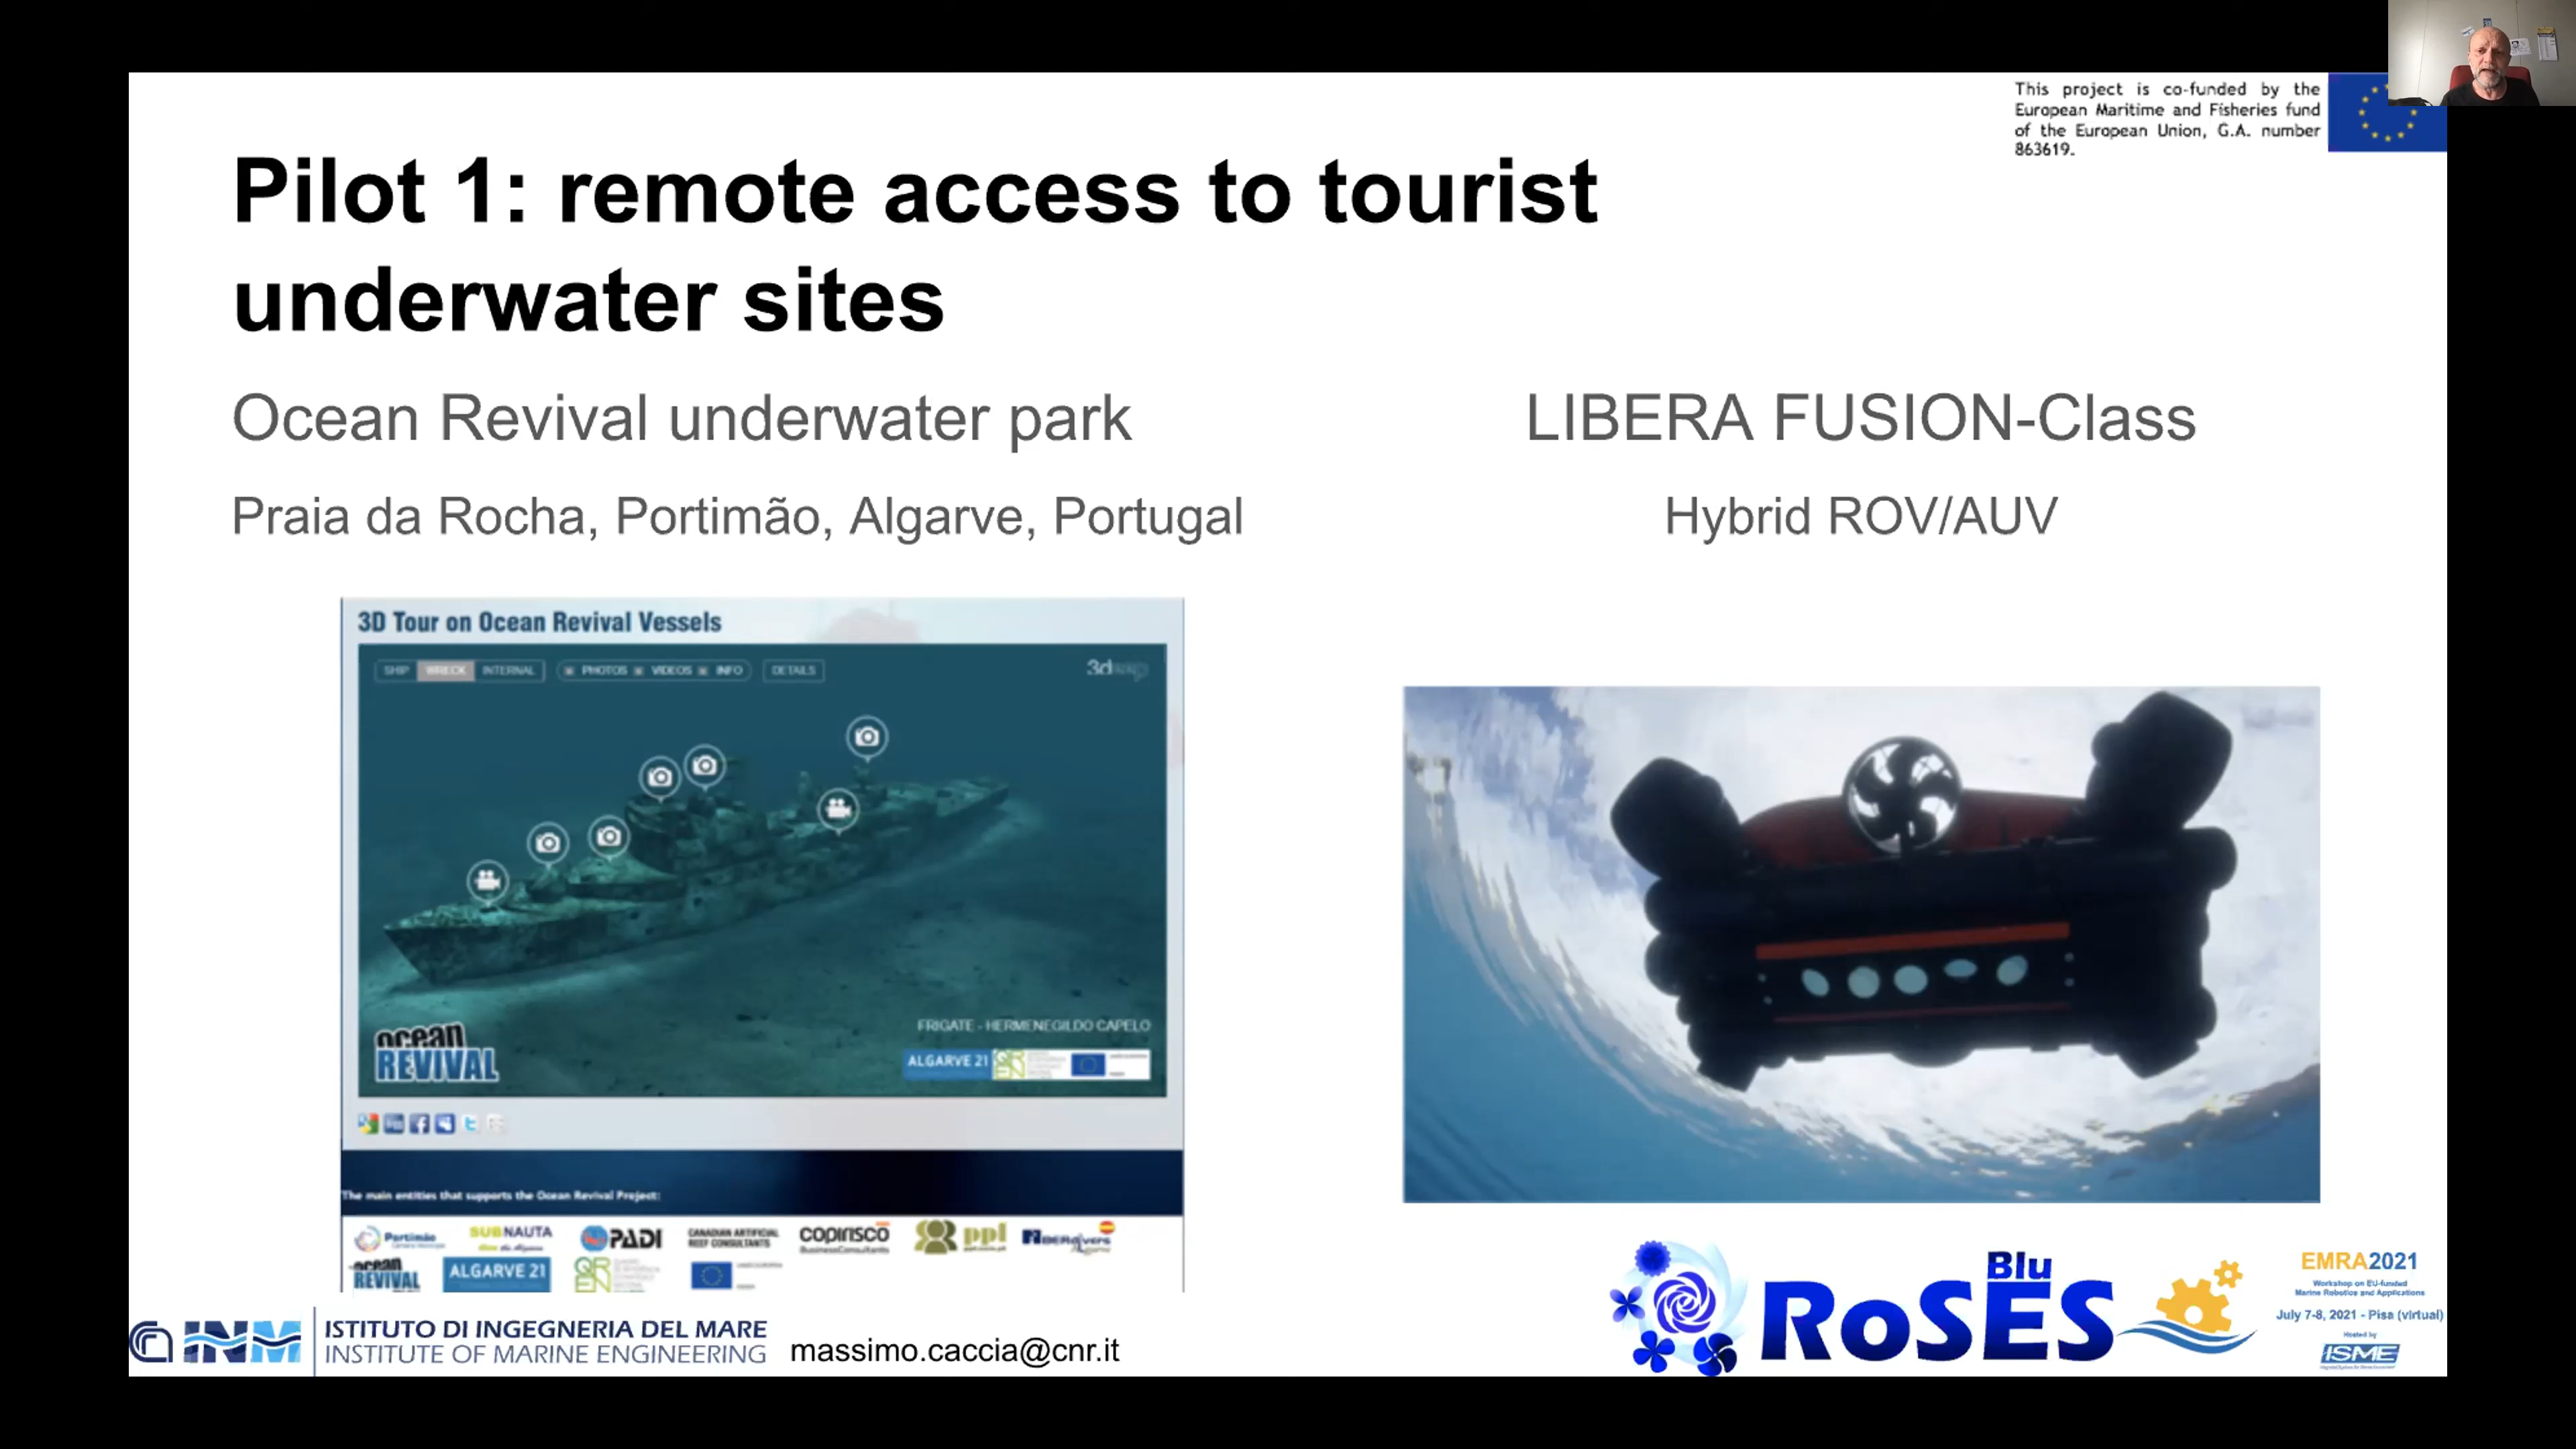 This project is co-funded by the
European Maritime and Fisheries fund
of the European Union, G.A. number
863619.
Pilot 1: remote access to tourist
underwater sites
Ocean Revival underwater park
Praia da Rocha, Portimão, Algarve, Portugal
LIBERA FUSION-Class
Hybrid ROV/AUV
3D Tour on Ocean Revival Vessels
SHIP WRECK INTERNAL PHOTOS VIDEOS INFO DETAILS
FRIGATE - HERMENEGILDO CAPELO
ocean
REVIVAL
ALGARVE 21
The main entities that supports the Ocean Revival Project:
Portimão
SUBNAUTA
PADI
CANADIAN ARTIFICIAL
REEF CONSULTANTS
copirisco
BusinessConsultants
ppl
ocean
REVIVAL
ALGARVE 21
INM
ISTITUTO DI INGEGNERIA DEL MARE
INSTITUTE OF MARINE ENGINEERING
massimo.caccia@cnr.it
Blu
RoSES
EMRA2021
Workshop on EU-funded
Marine Robotics and Applications
July 7-8, 2021 - Pisa (virtual)
Hosted by
ISME